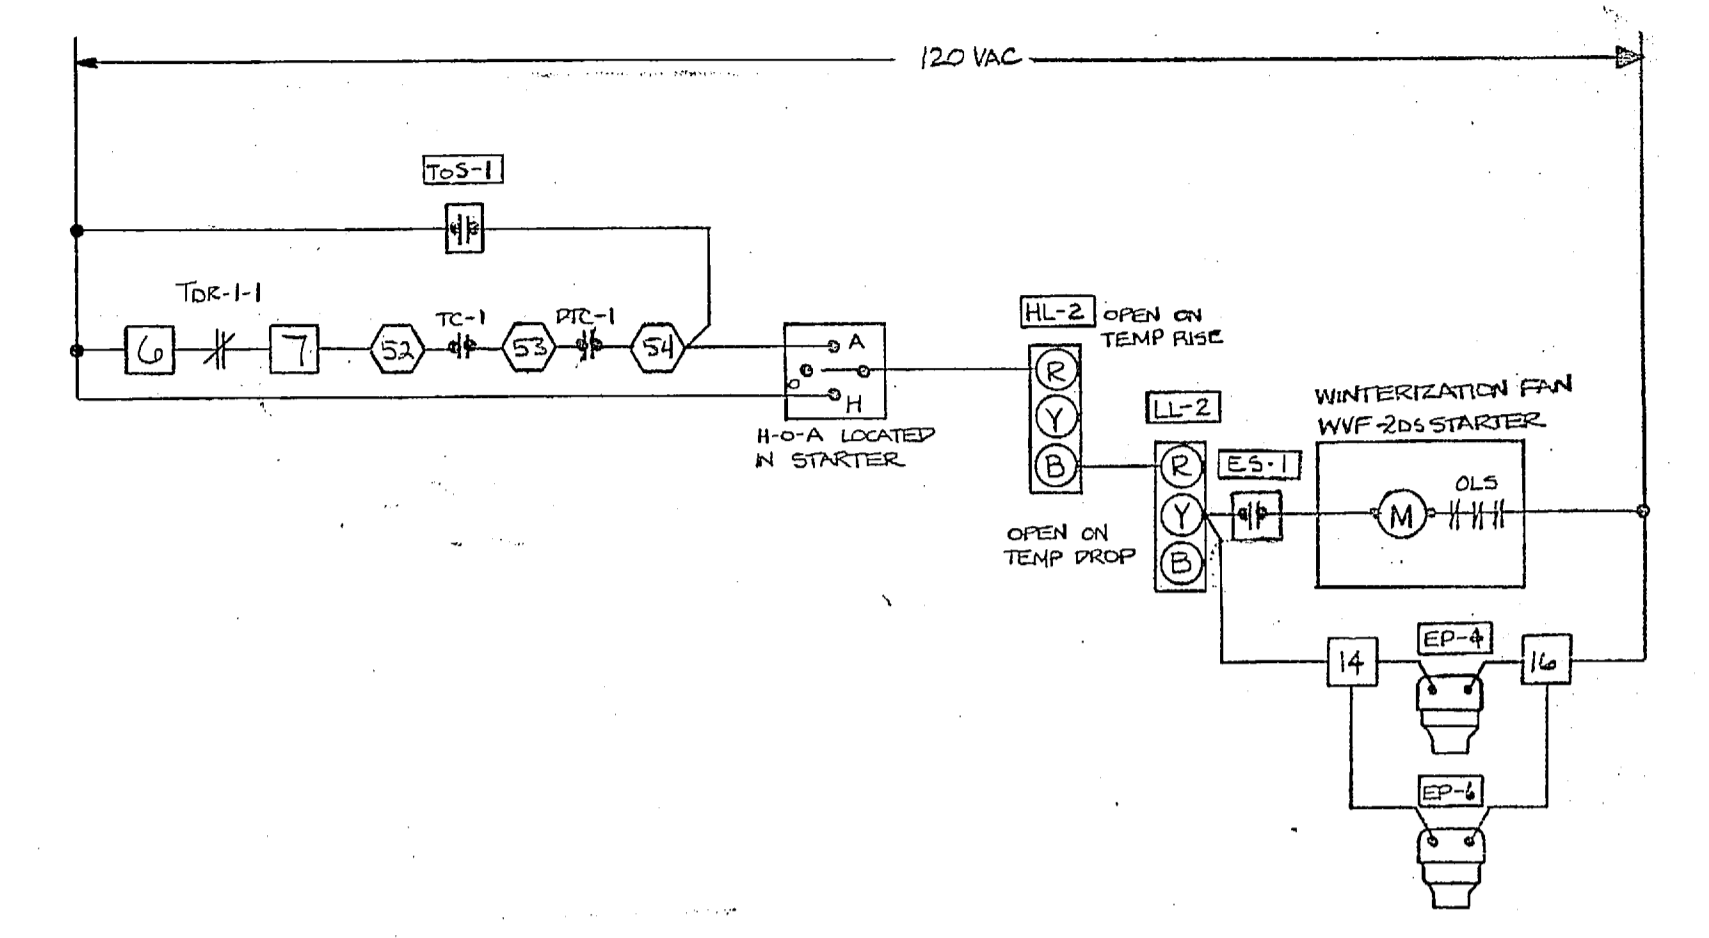 120 VAC
TOS-1
TDR-1-1
6
7
52
TC-1
53
DTC-1
54
A
O
H
H-O-A LOCATED
IN STARTER
HL-2
OPEN ON
TEMP RISE
R
Y
B
LL-2
OPEN ON
TEMP DROP
R
Y
B
ES-1
WINTERIZATION FAN
WVF-2DS STARTER
M
OLS
14
EP-4
16
EP-6